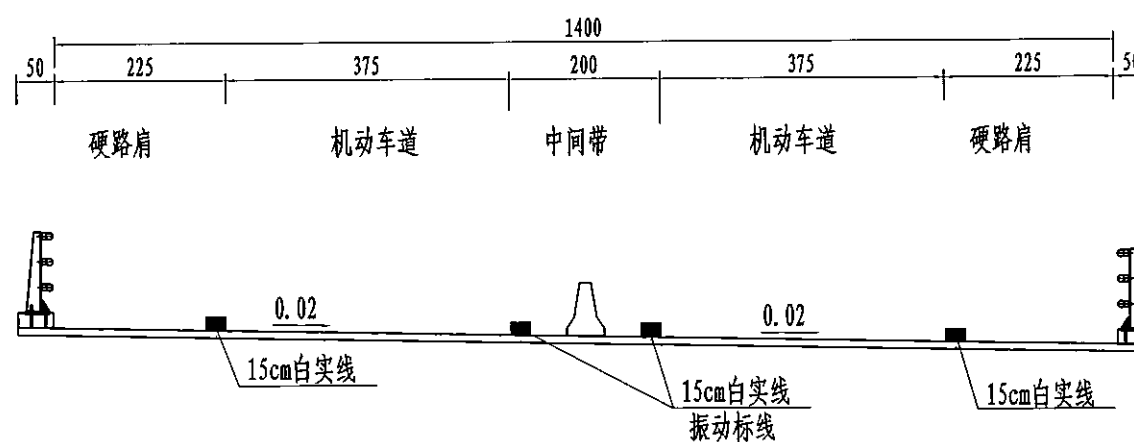 1400
50 225 375 200 375 225 50
硬路肩 机动车道 中间带 机动车道 硬路肩
0.02 0.02
15cm白实线 15cm白实线 15cm白实线
振动标线